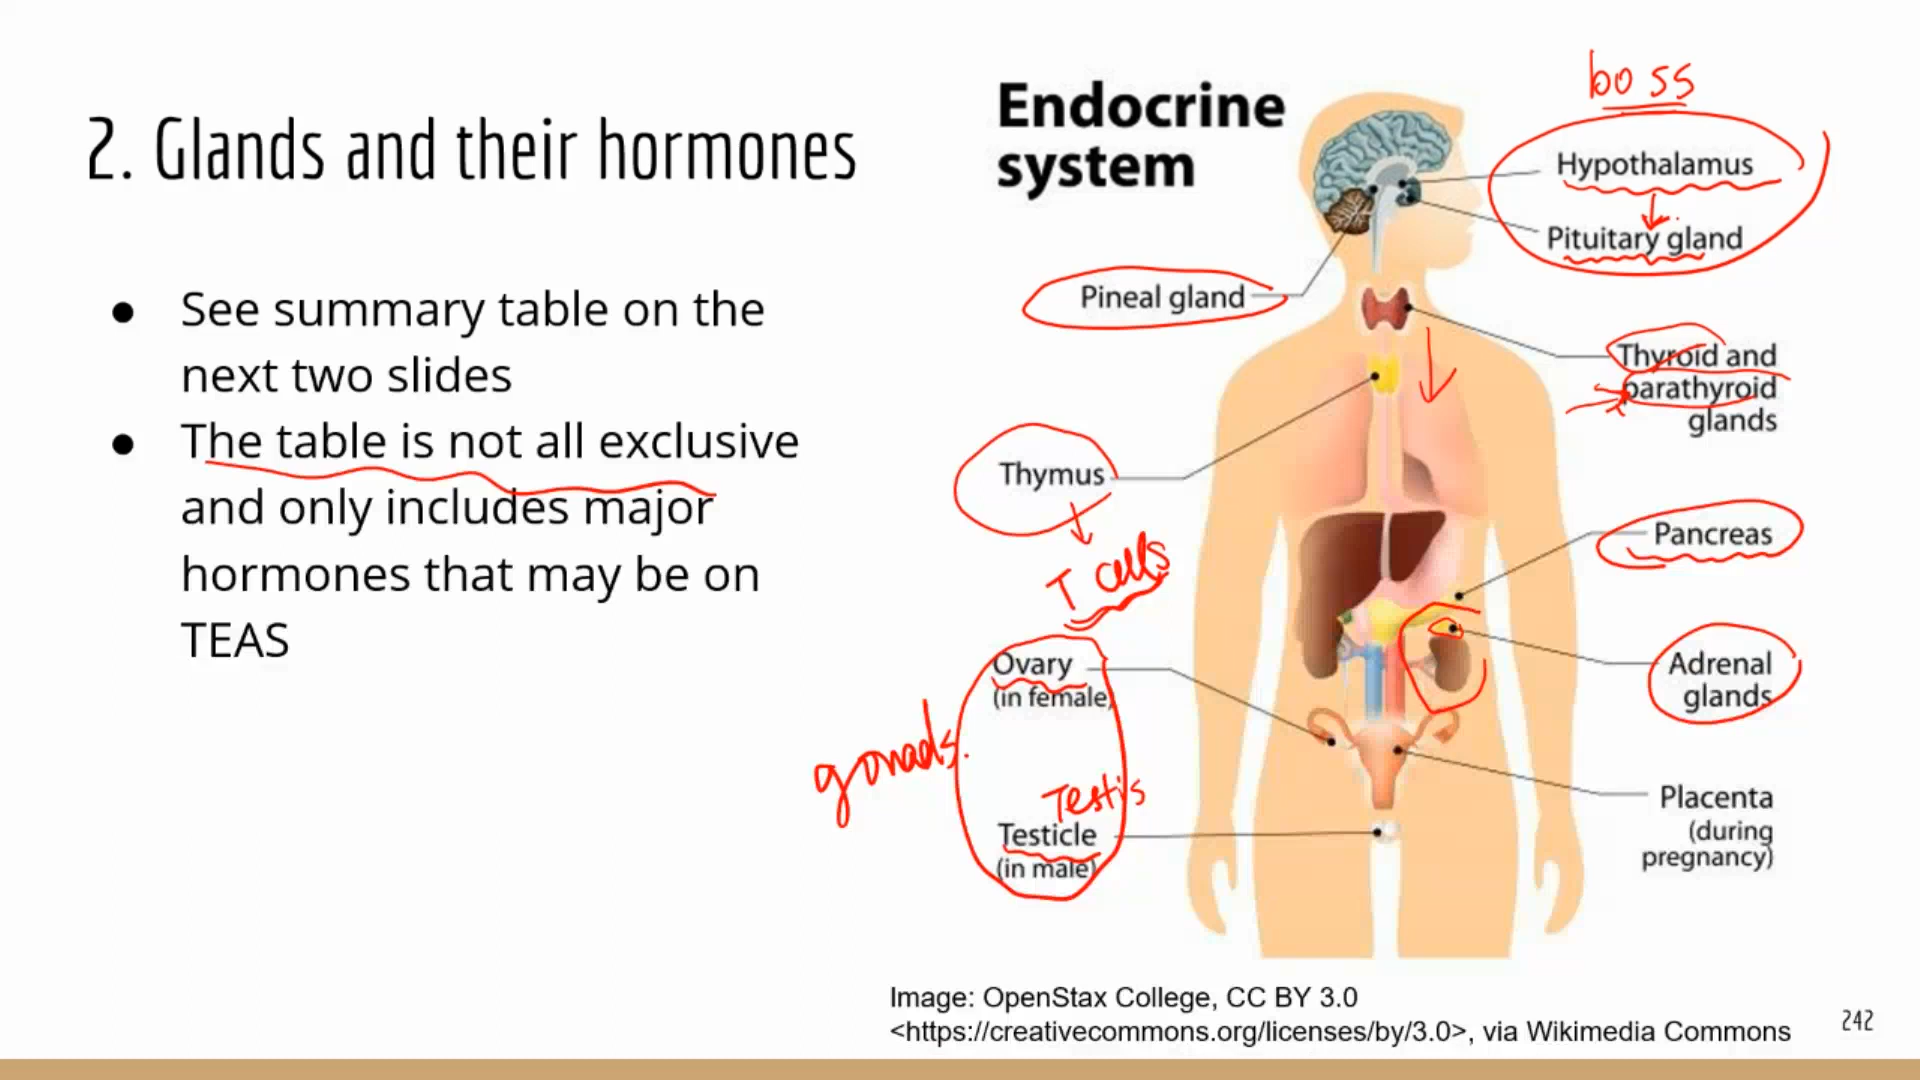 2. Glands and their hormones
● See summary table on the
next two slides
● The table is not all exclusive
and only includes major
hormones that may be on
TEAS
Endocrine
system
boss
Hypothalamus
Pituitary gland
Pineal gland
Thyroid and
parathyroid
glands
Thymus
T cells
Pancreas
Adrenal
glands
Ovary
(in female)
gonads.
Testis
Testicle
(in male)
Placenta
(during
pregnancy)
Image: OpenStax College, CC BY 3.0
<https://creativecommons.org/licenses/by/3.0>, via Wikimedia Commons
242